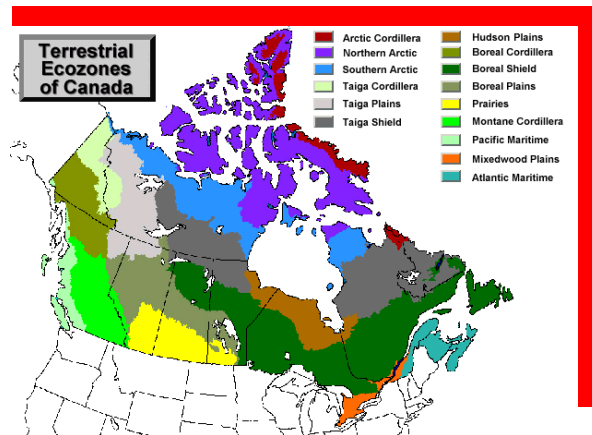 Terrestrial
Ecozones
of Canada
Arctic Cordillera
Northern Arctic
Southern Arctic
Taiga Cordillera
Taiga Plains
Taiga Shield
Hudson Plains
Boreal Cordillera
Boreal Shield
Boreal Plains
Prairies
Montane Cordillera
Pacific Maritime
Mixedwood Plains
Atlantic Maritime